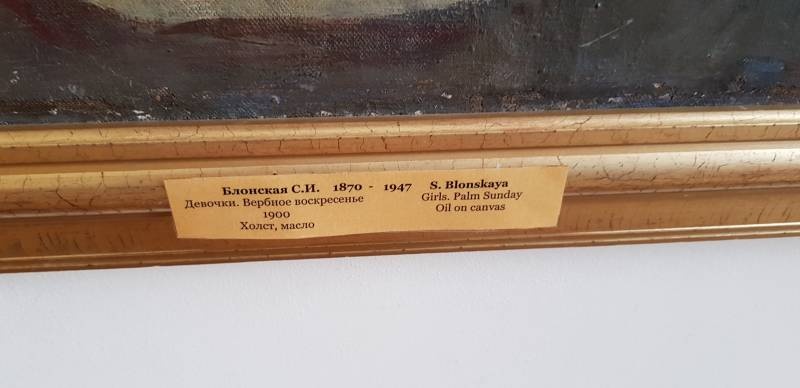 Блонская С.И. 1870 - 1947 S. Blonskaya
Девочки. Вербное воскресенье Girls. Palm Sunday
1900 Oil on canvas
Холст, масло